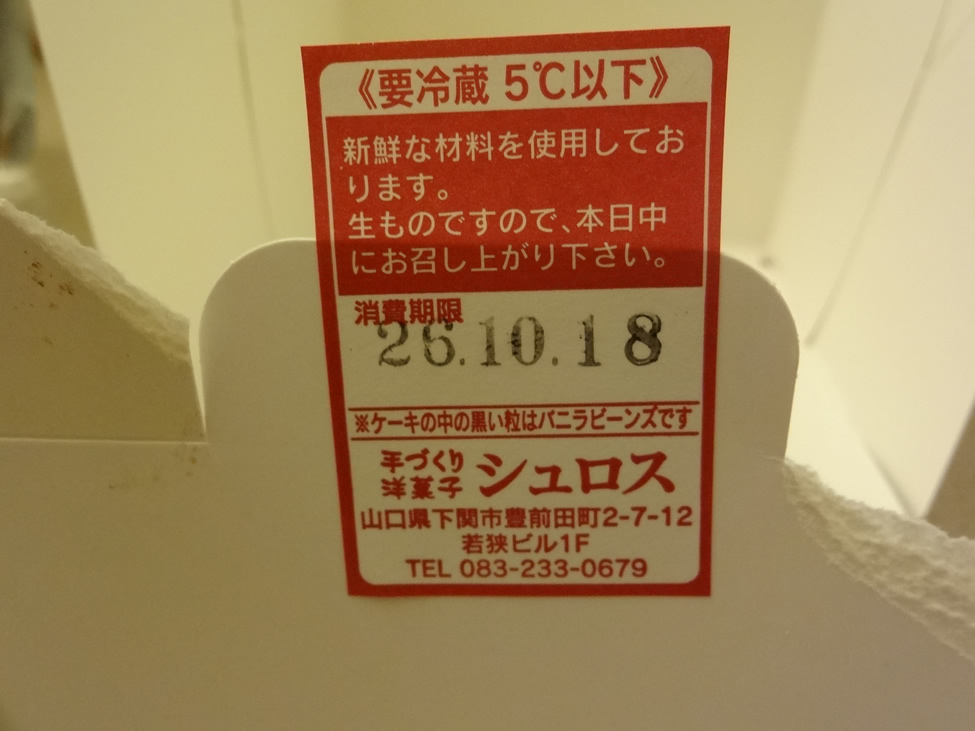 《要冷蔵 5℃以下》
新鮮な材料を使用してお
ります。
生ものですので、本日中
にお召し上がり下さい。
消費期限
26.10.18
※ケーキの中の黒い粒はバニラビーンズです
手づくり
洋菓子 シュロス
山口県下関市豊前田町2-7-12
若狭ビル1F
TEL 083-233-0679